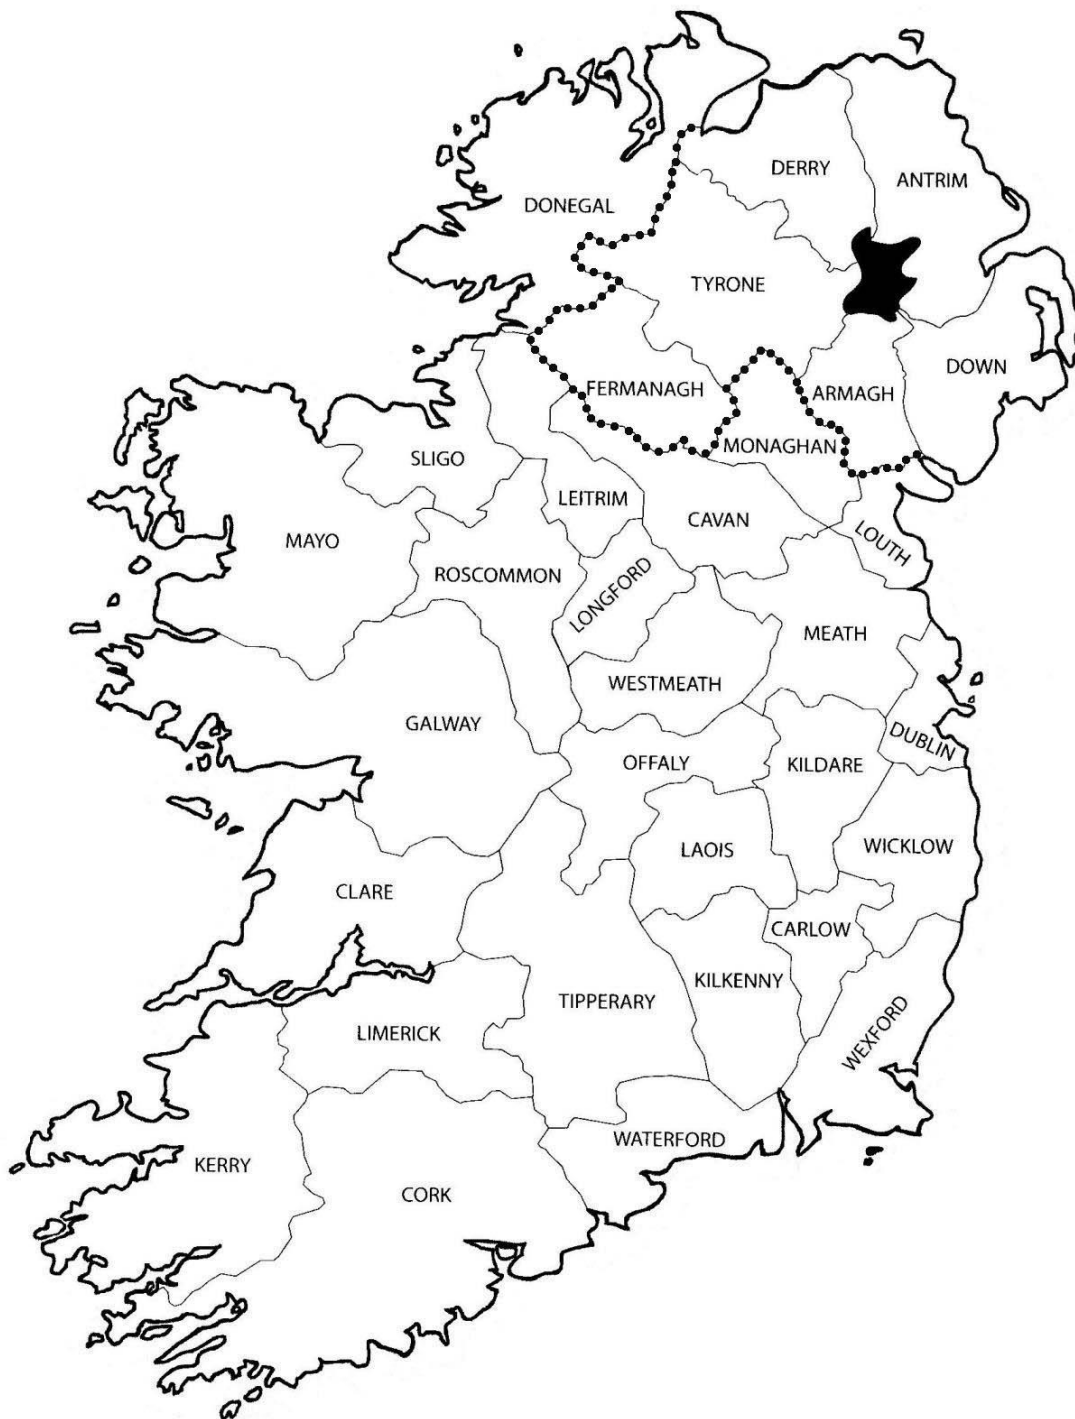 DERRY
ANTRIM
DONEGAL
TYRONE
FERMANAGH
ARMAGH
DOWN
MONAGHAN
SLIGO
LEITRIM
CAVAN
LOUTH
MAYO
ROSCOMMON
LONGFORD
MEATH
WESTMEATH
GALWAY
OFFALY
KILDARE
DUBLIN
LAOIS
WICKLOW
CLARE
CARLOW
TIPPERARY
KILKENNY
WEXFORD
LIMERICK
WATERFORD
KERRY
CORK